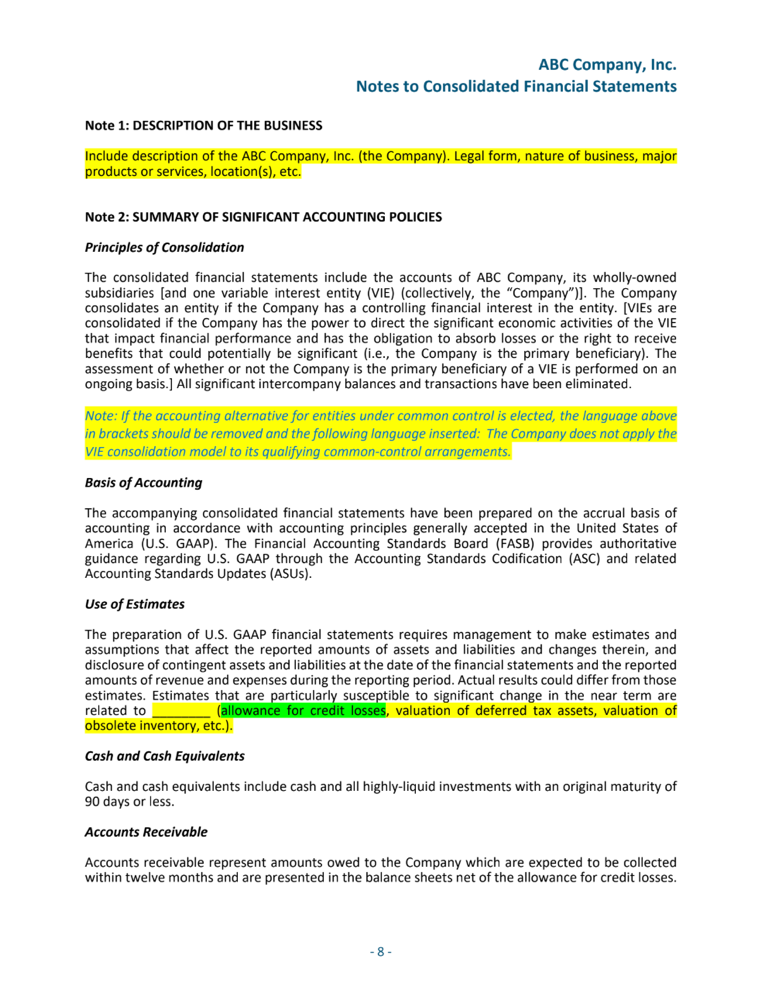 ABC Company, Inc.
Notes to Consolidated Financial Statements
Note 1: DESCRIPTION OF THE BUSINESS
Include description of the ABC Company, Inc. (the Company). Legal form, nature of business, major
products or services, location(s), etc.
Note 2: SUMMARY OF SIGNIFICANT ACCOUNTING POLICIES
Principles of Consolidation
The consolidated financial statements include the accounts of ABC Company, its wholly-owned
subsidiaries [and one variable interest entity (VIE) (collectively, the “Company”)]. The Company
consolidates an entity if the Company has a controlling financial interest in the entity. [VIEs are
consolidated if the Company has the power to direct the significant economic activities of the VIE
that impact financial performance and has the obligation to absorb losses or the right to receive
benefits that could potentially be significant (i.e., the Company is the primary beneficiary). The
assessment of whether or not the Company is the primary beneficiary of a VIE is performed on an
ongoing basis.] All significant intercompany balances and transactions have been eliminated.
Note: If the accounting alternative for entities under common control is elected, the language above
in brackets should be removed and the following language inserted: The Company does not apply the
VIE consolidation model to its qualifying common-control arrangements.
Basis of Accounting
The accompanying consolidated financial statements have been prepared on the accrual basis of
accounting in accordance with accounting principles generally accepted in the United States of
America (U.S. GAAP). The Financial Accounting Standards Board (FASB) provides authoritative
guidance regarding U.S. GAAP through the Accounting Standards Codification (ASC) and related
Accounting Standards Updates (ASUs).
Use of Estimates
The preparation of U.S. GAAP financial statements requires management to make estimates and
assumptions that affect the reported amounts of assets and liabilities and changes therein, and
disclosure of contingent assets and liabilities at the date of the financial statements and the reported
amounts of revenue and expenses during the reporting period. Actual results could differ from those
estimates. Estimates that are particularly susceptible to significant change in the near term are
related to ________ (allowance for credit losses, valuation of deferred tax assets, valuation of
obsolete inventory, etc.).
Cash and Cash Equivalents
Cash and cash equivalents include cash and all highly-liquid investments with an original maturity of
90 days or less.
Accounts Receivable
Accounts receivable represent amounts owed to the Company which are expected to be collected
within twelve months and are presented in the balance sheets net of the allowance for credit losses.
- 8 -